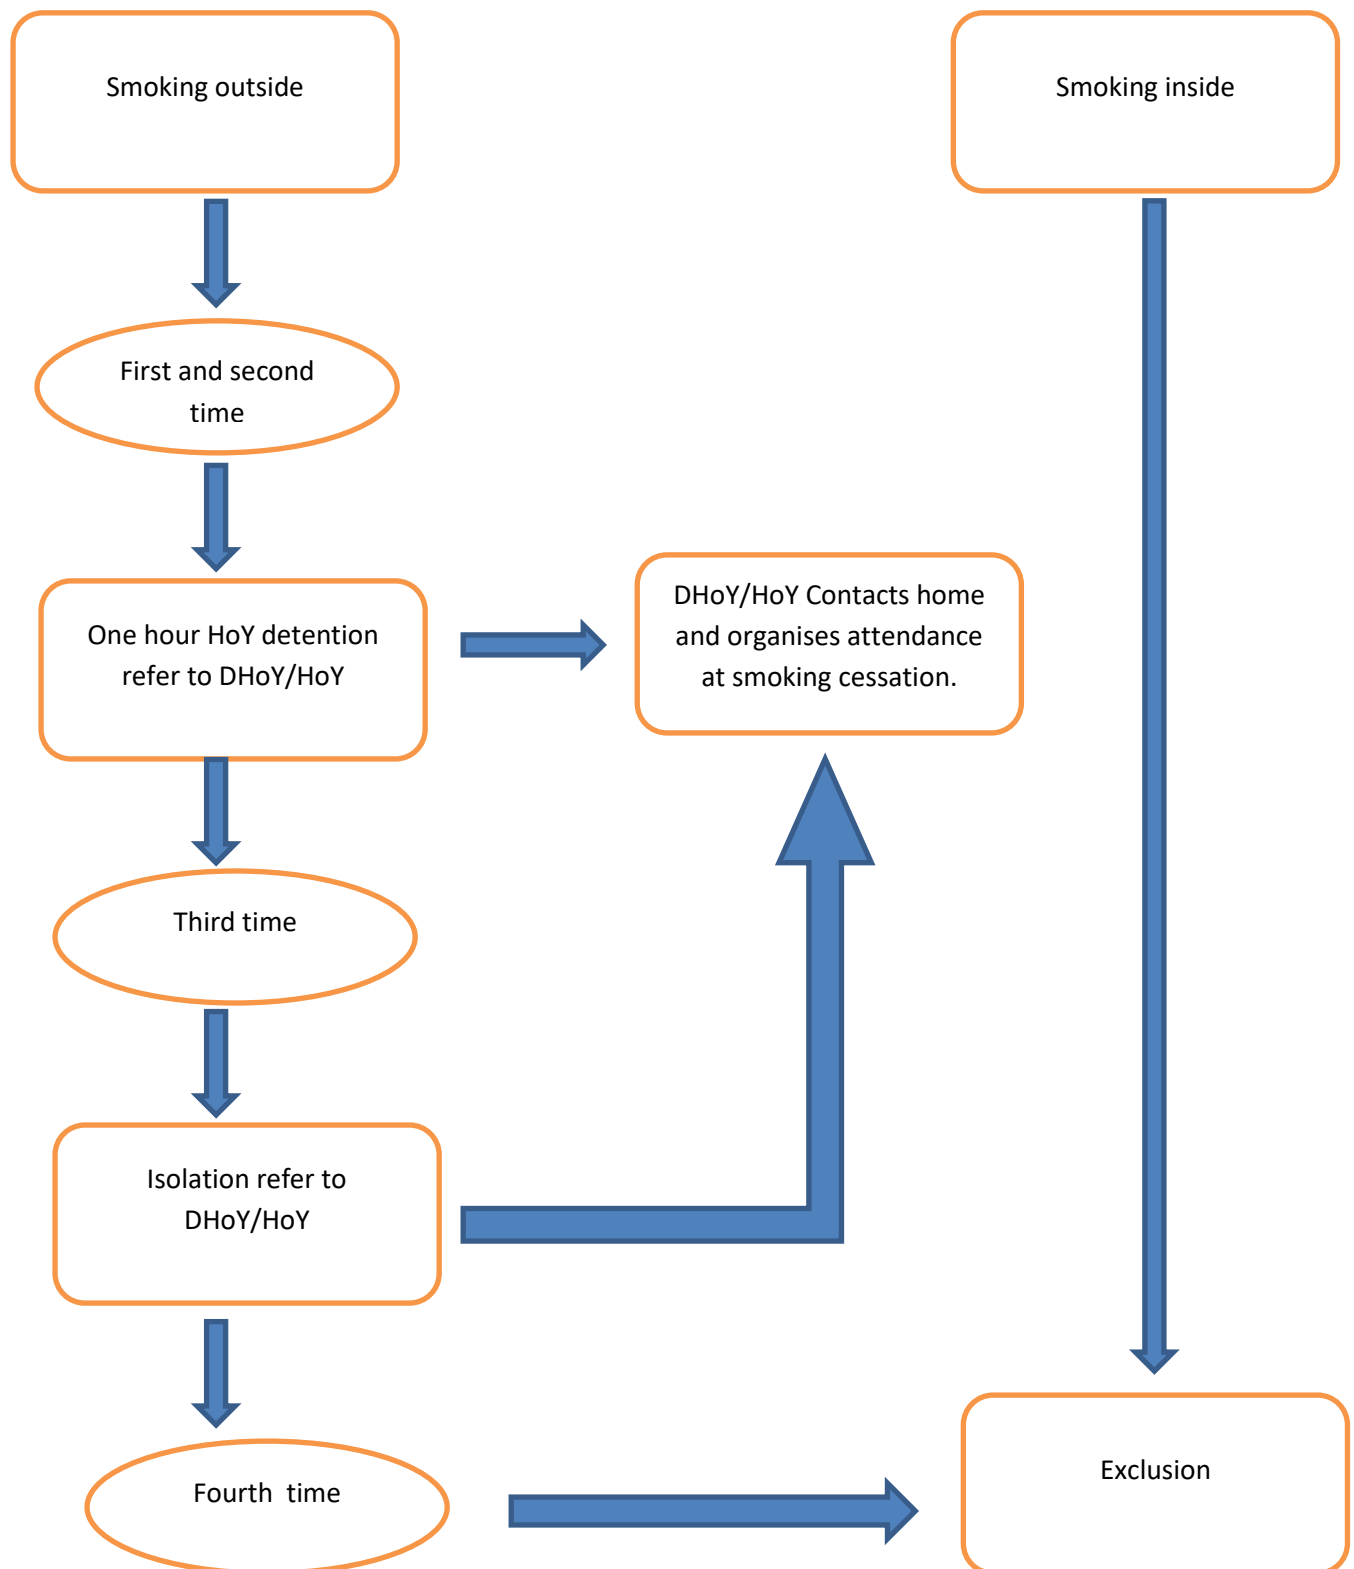 Smoking outside
Smoking inside
First and second
time
One hour HoY detention
refer to DHoY/HoY
DHoY/HoY Contacts home
and organises attendance
at smoking cessation.
Third time
Isolation refer to
DHoY/HoY
Fourth  time
Exclusion